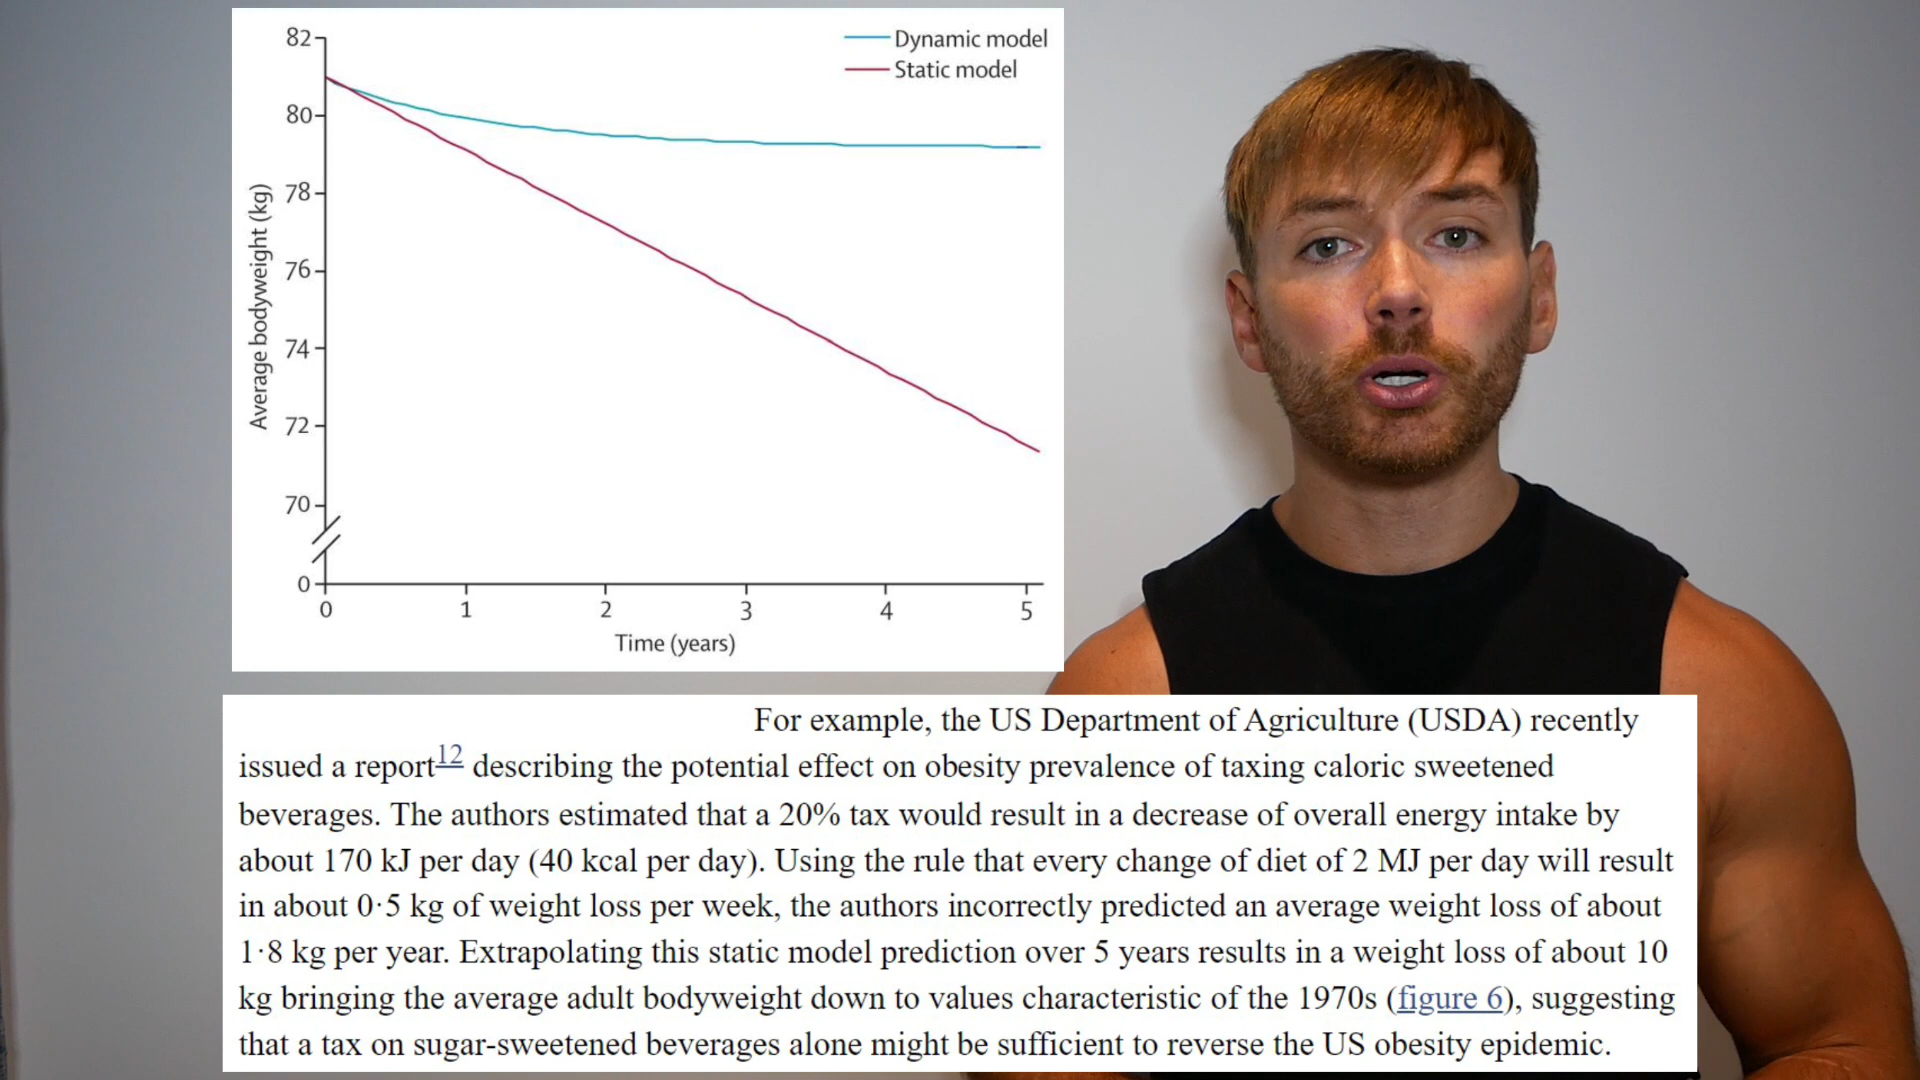 82
Dynamic model
Static model
80
78
76
74
72
70
0
Average bodyweight (kg)
0 1 2 3 4 5
Time (years)
For example, the US Department of Agriculture (USDA) recently
issued a report12 describing the potential effect on obesity prevalence of taxing caloric sweetened
beverages. The authors estimated that a 20% tax would result in a decrease of overall energy intake by
about 170 kJ per day (40 kcal per day). Using the rule that every change of diet of 2 MJ per day will result
in about 0·5 kg of weight loss per week, the authors incorrectly predicted an average weight loss of about
1·8 kg per year. Extrapolating this static model prediction over 5 years results in a weight loss of about 10
kg bringing the average adult bodyweight down to values characteristic of the 1970s (figure 6), suggesting
that a tax on sugar-sweetened beverages alone might be sufficient to reverse the US obesity epidemic.